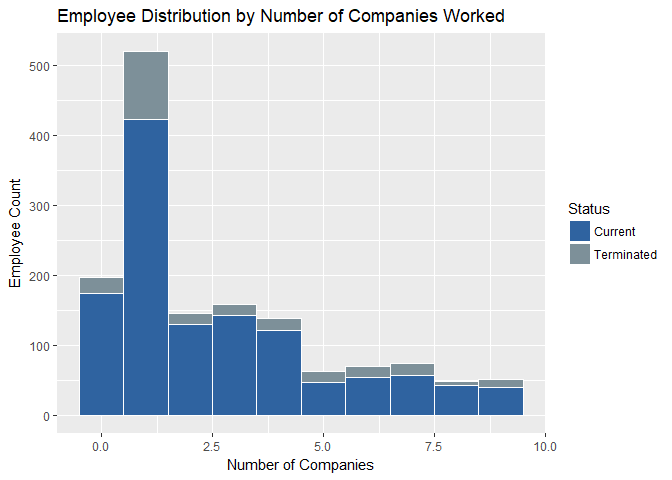 Employee Distribution by Number of Companies Worked
Employee Count
500
400
300
200
100
0
0.0 2.5 5.0 7.5 10.0
Number of Companies
Status
Current
Terminated